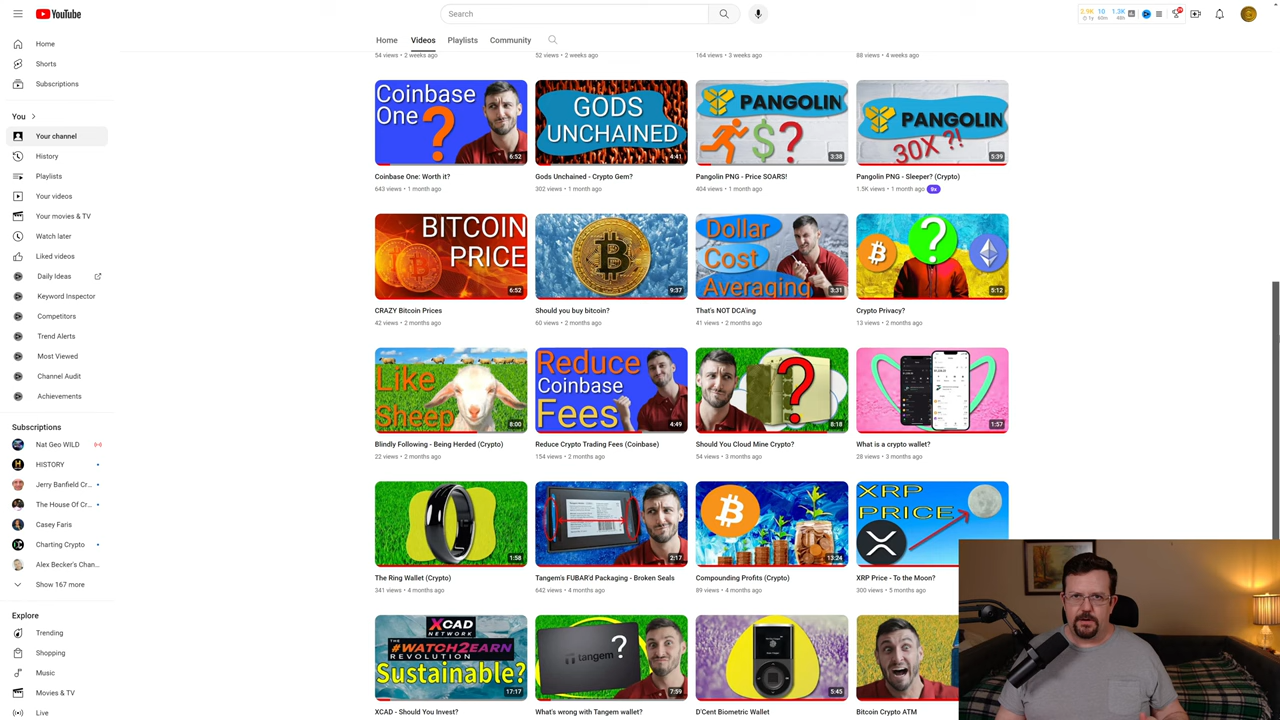 YouTube
Search
2.9K 10 1.3K
1y 60m 48h
Home
Shorts
Subscriptions
You
Your channel
History
Playlists
Your videos
Your movies & TV
Watch later
Liked videos
Daily Ideas
Keyword Inspector
Competitors
Trend Alerts
Most Viewed
Channel Audit
Achievements
Subscriptions
Nat Geo WILD
HISTORY
Jerry Banfield Cr...
The House Of Cr...
Casey Faris
Charting Crypto
Alex Becker's Chan...
Show 167 more
Explore
Trending
Shopping
Music
Movies & TV
Live
Home Videos Playlists Community
54 views • 2 weeks ago
52 views • 2 weeks ago
164 views • 3 weeks ago
88 views • 4 weeks ago
Coinbase
One ?
6:52
Coinbase One: Worth it?
643 views • 1 month ago
GODS
UNCHAINED
4:41
Gods Unchained - Crypto Gem?
302 views • 1 month ago
PANGOLIN
$?
3:38
Pangolin PNG - Price SOARS!
404 views • 1 month ago
PANGOLIN
30X ?!
5:39
Pangolin PNG - Sleeper? (Crypto)
1.5K views • 1 month ago
BITCOIN
PRICE
6:52
CRAZY Bitcoin Prices
42 views • 2 months ago
9:37
Should you buy bitcoin?
60 views • 2 months ago
Dollar
Cost
Averaging
3:31
That's NOT DCA'ing
41 views • 2 months ago
?
5:12
Crypto Privacy?
13 views • 2 months ago
Like
Sheep
8:00
Blindly Following - Being Herded (Crypto)
22 views • 2 months ago
Reduce
Coinbase
Fees
4:49
Reduce Crypto Trading Fees (Coinbase)
154 views • 2 months ago
?
8:18
Should You Cloud Mine Crypto?
54 views • 3 months ago
1:57
What is a crypto wallet?
28 views • 3 months ago
1:58
The Ring Wallet (Crypto)
341 views • 4 months ago
2:17
Tangem's FUBAR'd Packaging - Broken Seals
642 views • 4 months ago
13:24
Compounding Profits (Crypto)
89 views • 4 months ago
XRP
PRICE
XRP Price - To the Moon?
300 views • 5 months ago
XCAD
NETWORK
THE
#WATCH2EARN
REVOLUTION
Sustainable?
17:17
XCAD - Should You Invest?
tangem
?
7:59
What's wrong with Tangem wallet?
5:45
D'Cent Biometric Wallet
Bitcoin Crypto ATM